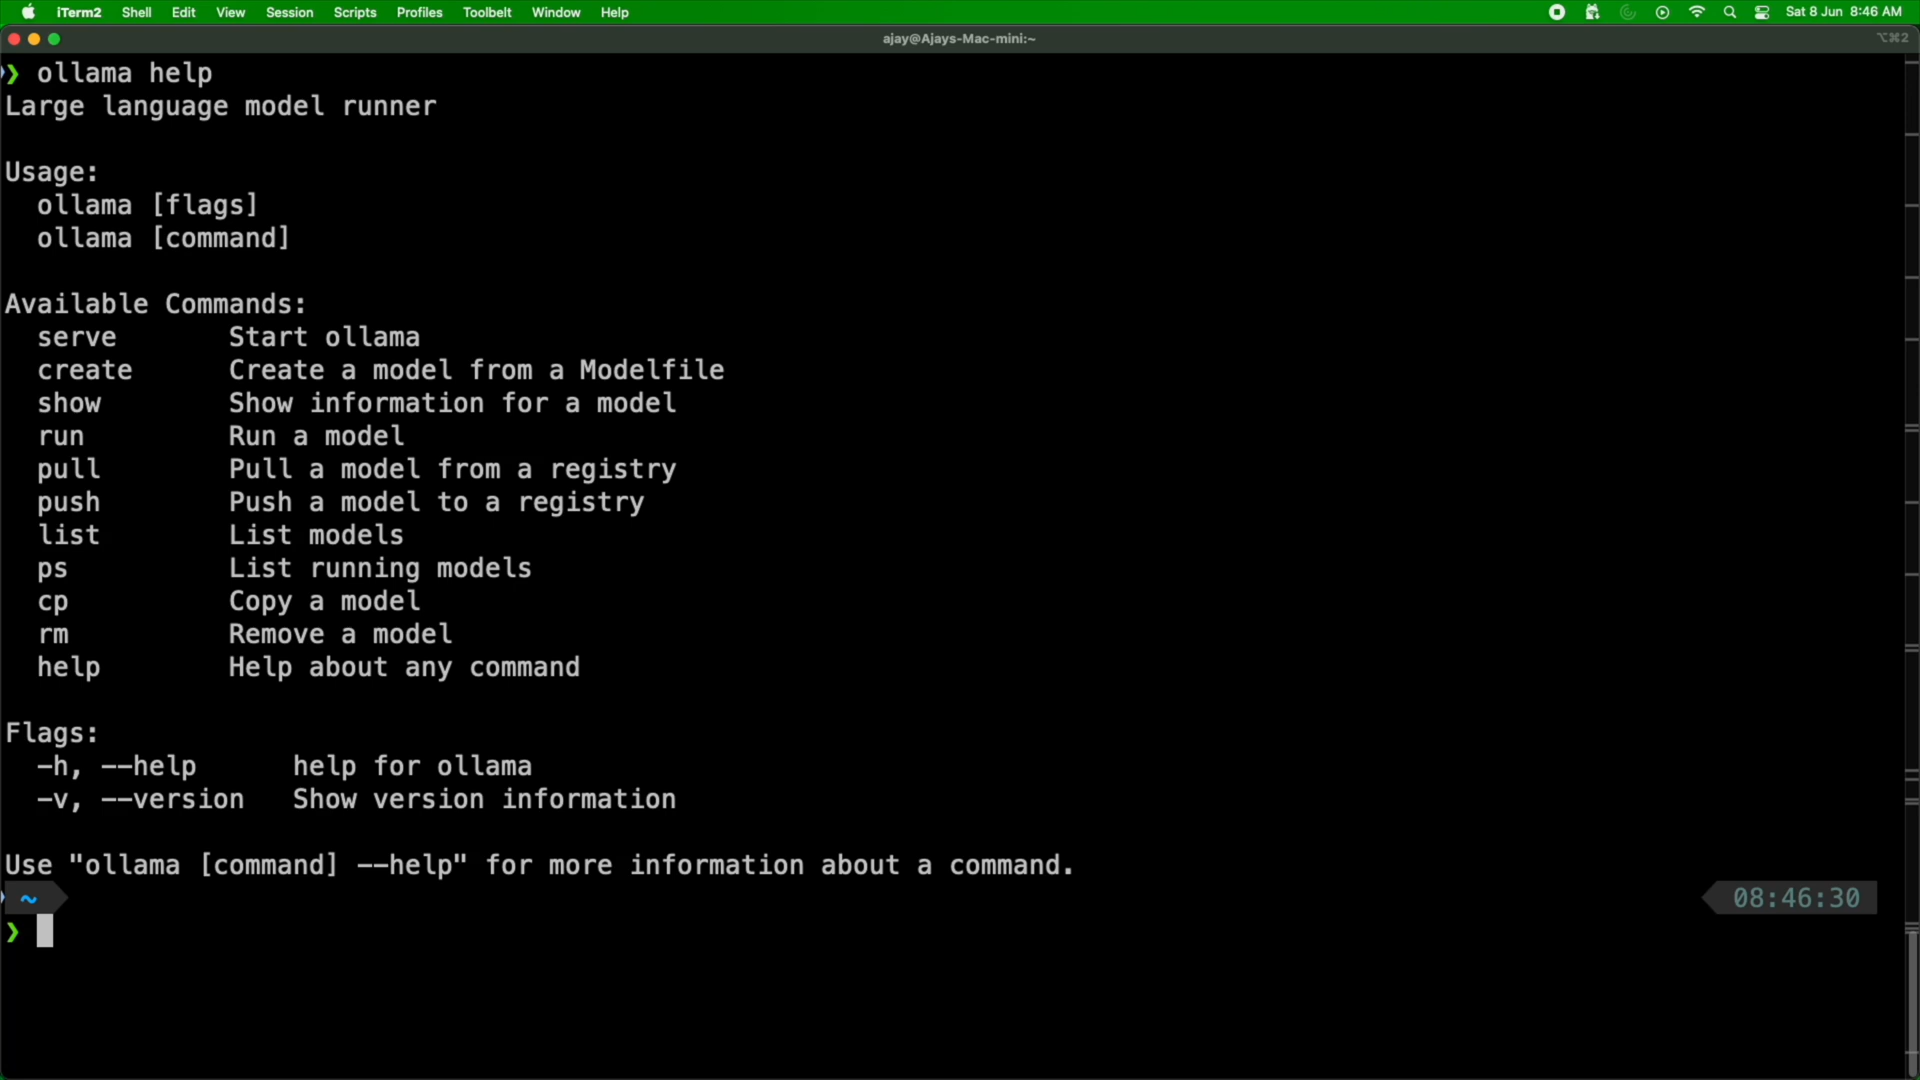 iTerm2 Shell Edit View Session Scripts Profiles Toolbelt Window Help Sat 8 Jun 8:46 AM
ajay@Ajays-Mac-mini:~ ⌥⌘2
❯ ollama help
Large language model runner
Usage:
ollama [flags]
ollama [command]
Available Commands:
serve Start ollama
create Create a model from a Modelfile
show Show information for a model
run Run a model
pull Pull a model from a registry
push Push a model to a registry
list List models
ps List running models
cp Copy a model
rm Remove a model
help Help about any command
Flags:
-h, --help help for ollama
-v, --version Show version information
Use "ollama [command] --help" for more information about a command.
~ 08:46:30
❯